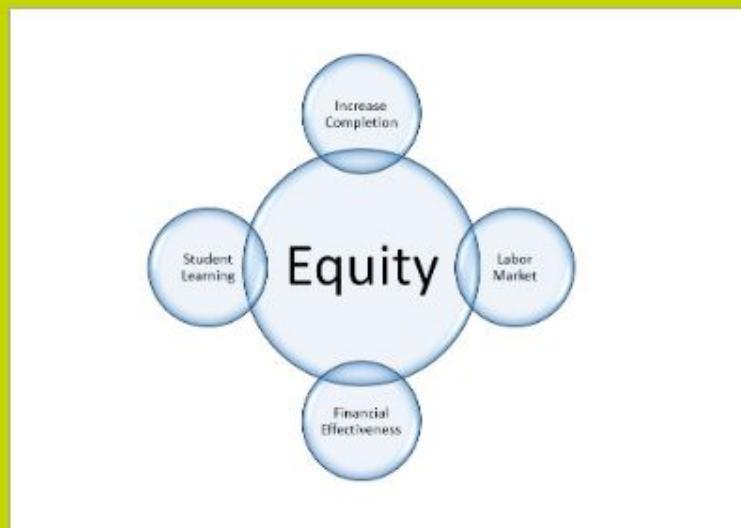 Increase
Completion
Student
Learning
Equity
Labor
Market
Financial
Effectiveness